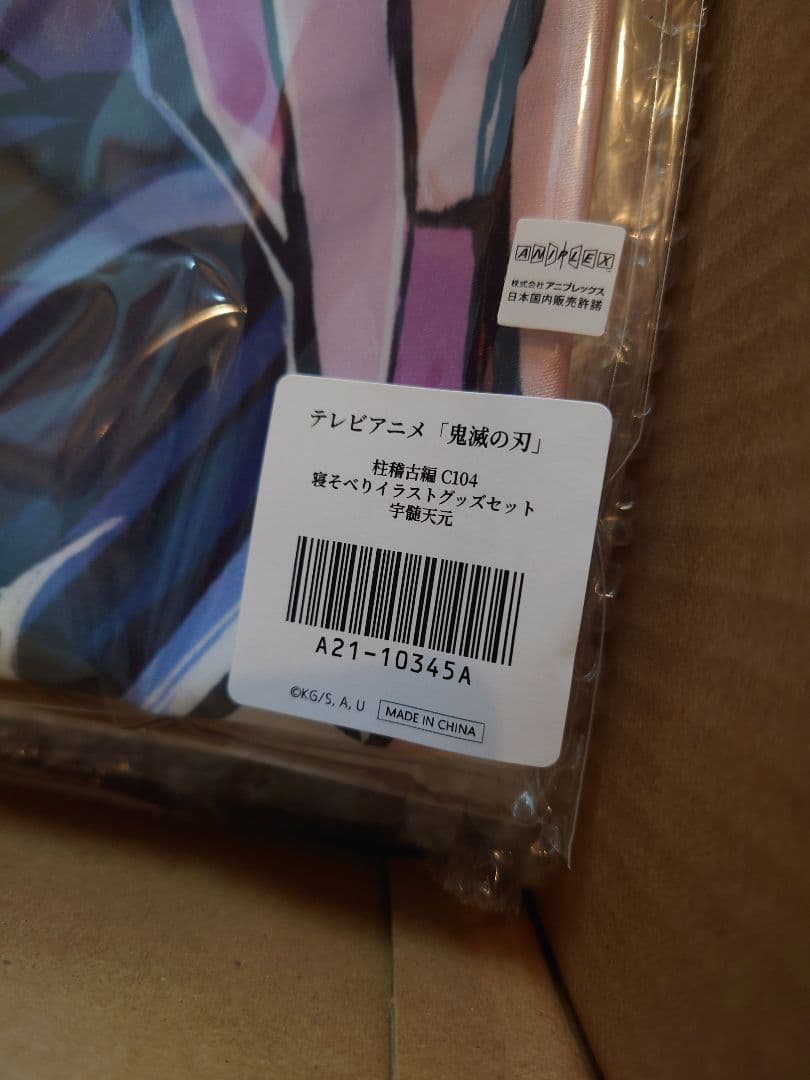 ANIPLEX
株式会社アニプレックス
日本国内販売許諾
テレビアニメ「鬼滅の刃」
柱稽古編 C104
寝そべりイラストグッズセット
宇髄天元
A21-10345A
©KG/S, A, U
MADE IN CHINA